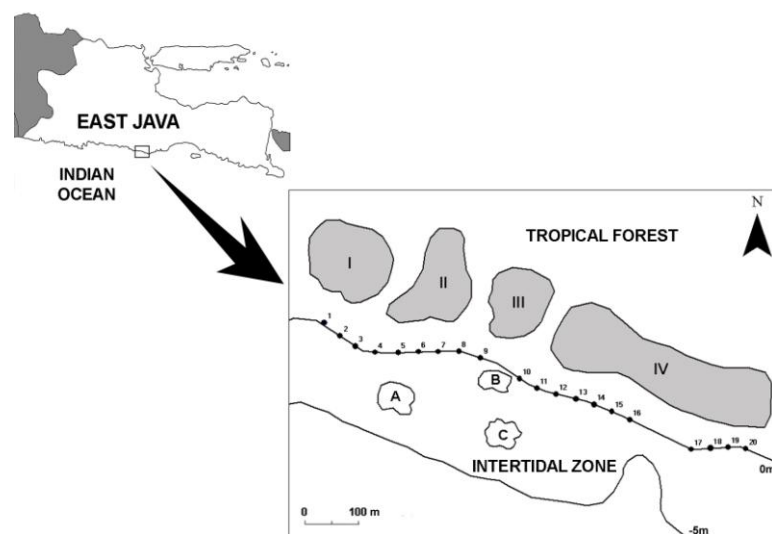 EAST JAVA
INDIAN
OCEAN
N
TROPICAL FOREST
I
II
III
IV
1
2
3
4
5
6
7
8
9
10
11
12
13
14
15
16
17
18
19
20
A
B
C
INTERTIDAL ZONE
0m
0
100 m
-5m